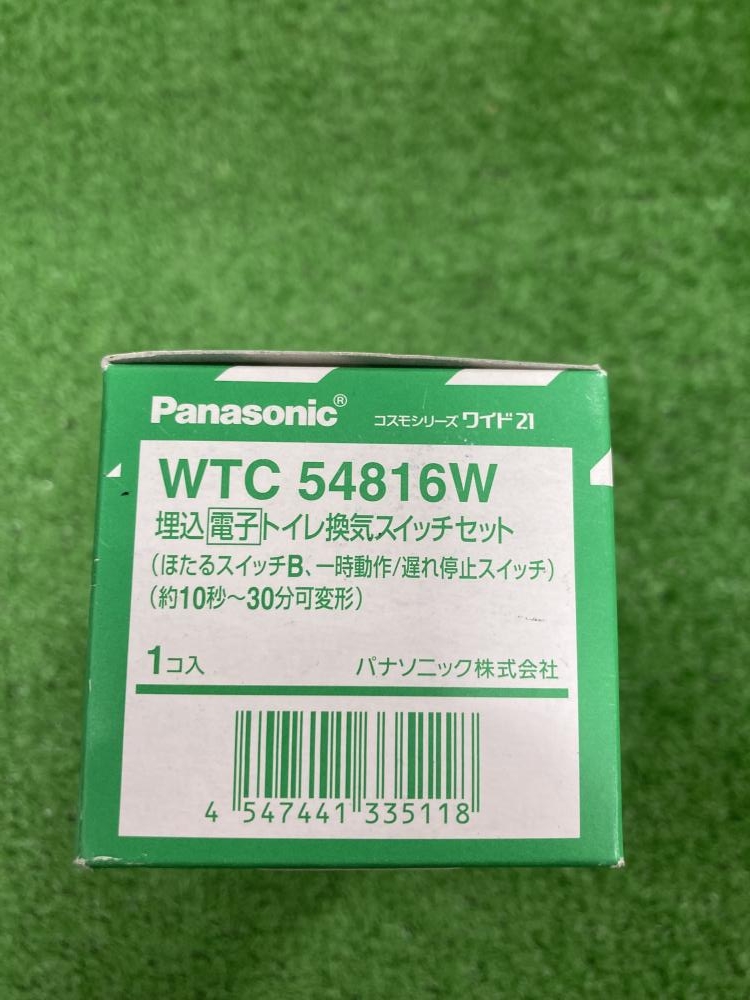 Panasonic® コスモシリーズ ワイド21
WTC 54816W
埋込電子トイレ換気スイッチセット
(ほたるスイッチB、一時動作/遅れ停止スイッチ)
(約10秒～30分可変形)
1コ入 パナソニック株式会社
4 547441 335118